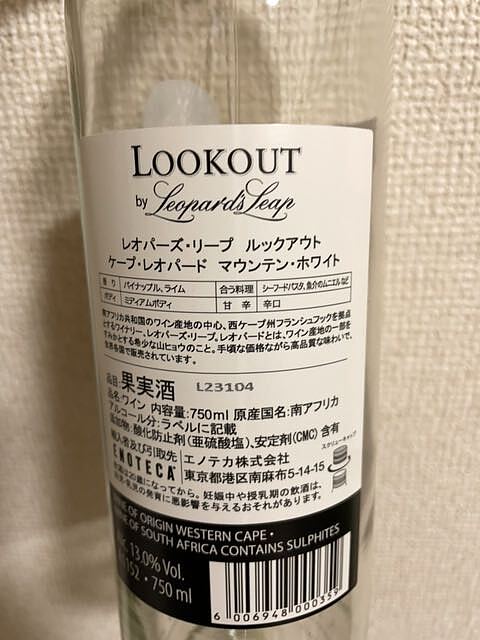 LOOKOUT
by Leopard's Leap
レオパーズ・リープ ルックアウト
ケープ・レオパード マウンテン・ホワイト
香り パイナップル、ライム 合う料理 シーフードパスタ、魚介のムニエルなど
ボディ ミディアムボディ 甘辛 辛口
南アフリカ共和国のワイン産地の中心、西ケープ州フランシュフックを拠点
とするワイナリー、レオパーズ・リープ。レオパードとは、ワイン産地の一部を
すみかとする希少な山ヒョウのこと。手頃な価格ながら高品質な味わいで、
世界各国で販売されています。
品目:果実酒 L23104
品名:ワイン 内容量:750ml 原産国名:南アフリカ
アルコール分:ラベルに記載
添加物:酸化防止剤(亜硫酸塩)、安定剤(CMC)含有
スクリューキャップ
輸入者及び引取先
ENOTECA エノテカ株式会社
東京都港区南麻布5-14-15
になってから。妊娠中や授乳期の飲酒は、
乳児の発育に悪影響を与えるおそれがあります。
OF ORIGIN WESTERN CAPE •
OF SOUTH AFRICA CONTAINS SULPHITES
13.0% Vol.
• 750 ml
6 006948 000359